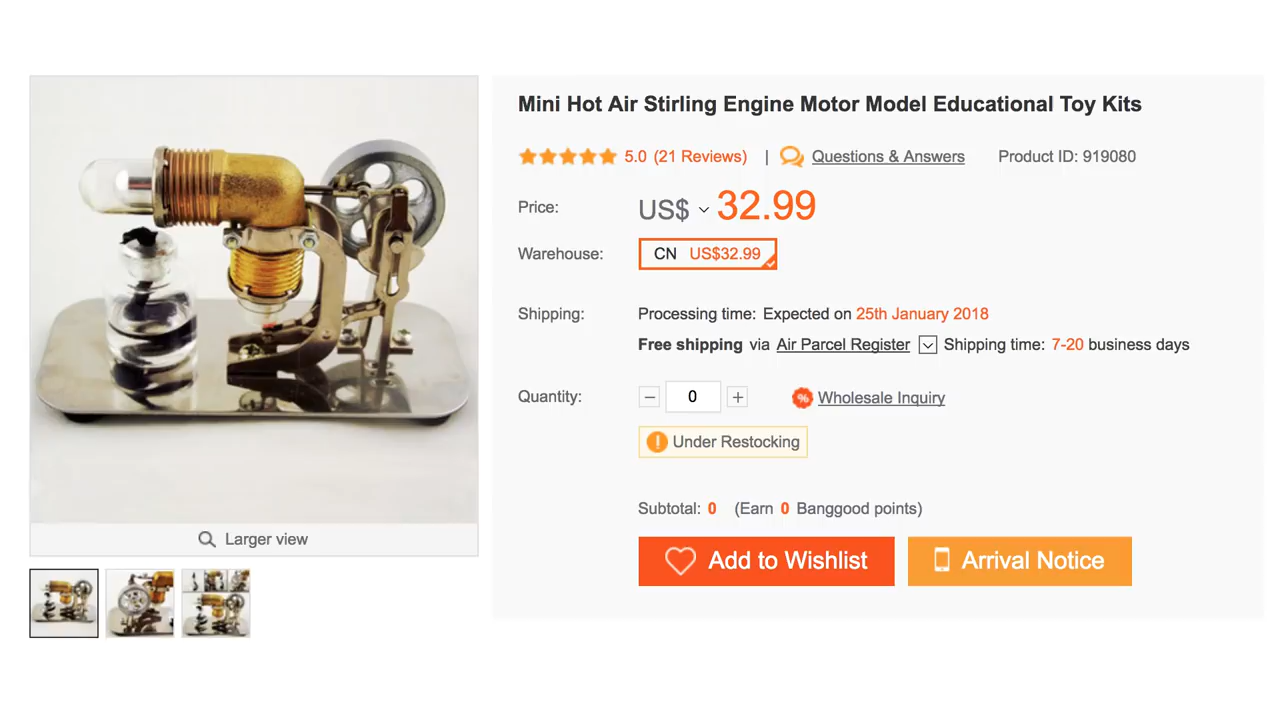 Mini Hot Air Stirling Engine Motor Model Educational Toy Kits
5.0 (21 Reviews) | Questions & Answers Product ID: 919080
Price: US$ 32.99
Warehouse: CN US$32.99
Shipping: Processing time: Expected on 25th January 2018
Free shipping via Air Parcel Register Shipping time: 7-20 business days
Quantity: − 0 + % Wholesale Inquiry
! Under Restocking
Subtotal: 0 (Earn 0 Banggood points)
Larger view
Add to Wishlist Arrival Notice